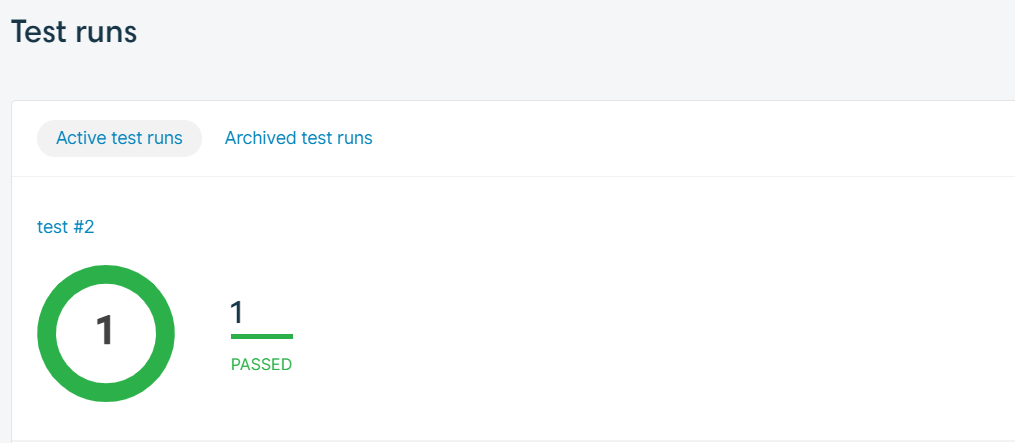 Test runs
Active test runs Archived test runs
test #2
1
1
PASSED